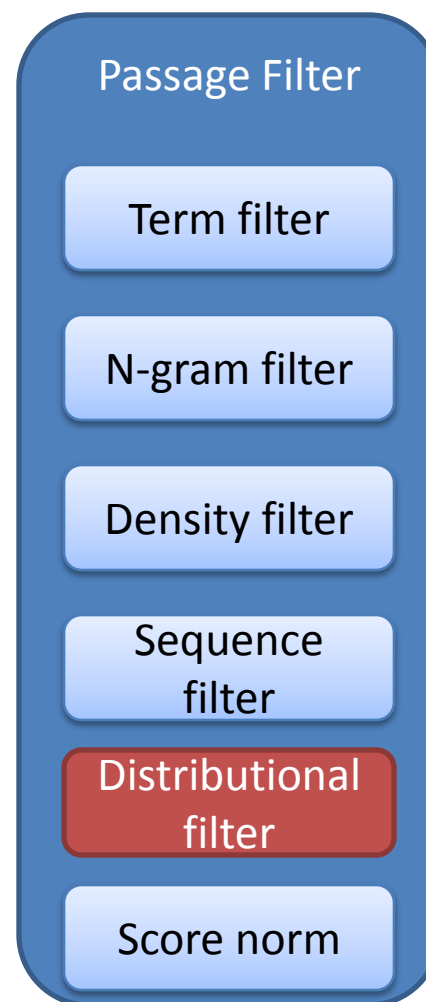 Passage Filter
Term filter
N-gram filter
Density filter
Sequence
filter
Distributional
filter
Score norm